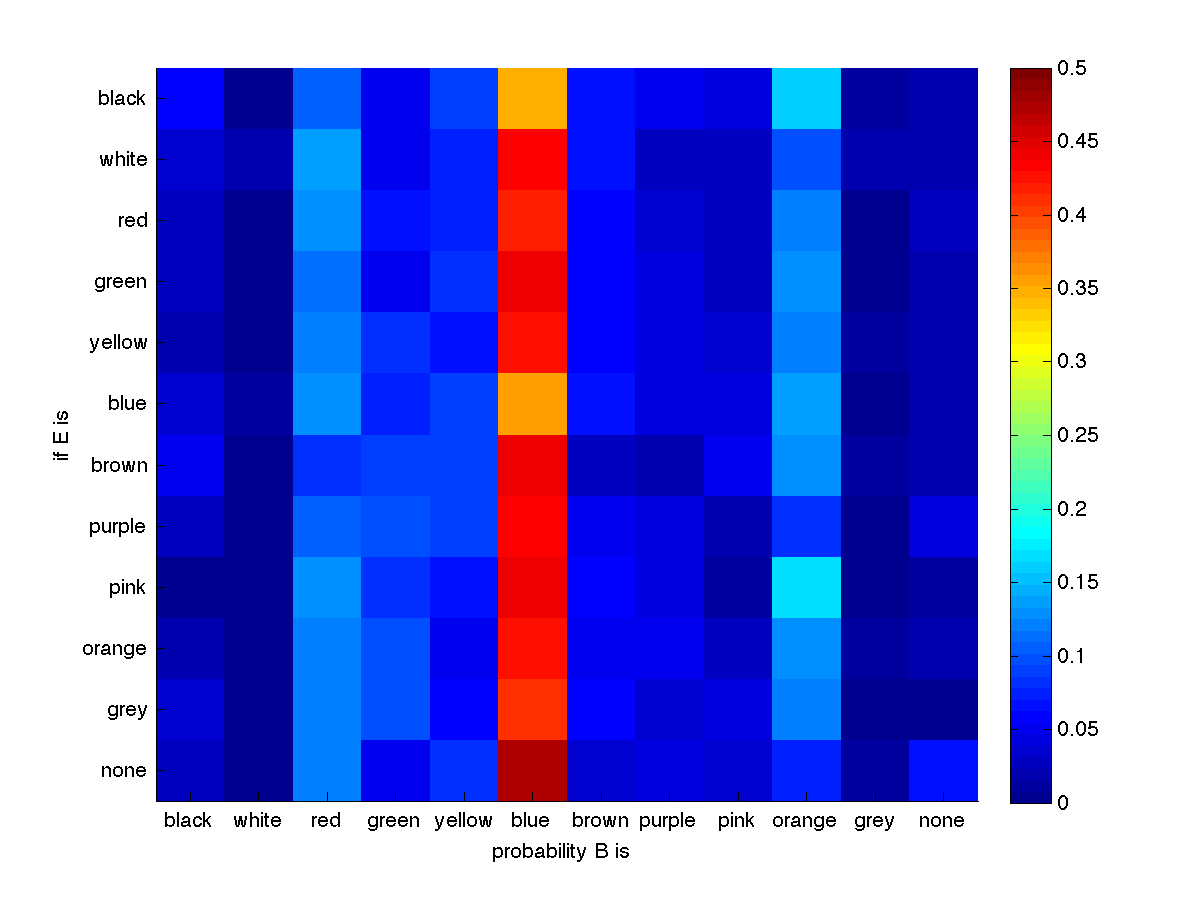 black
white
red
green
yellow
blue
brown
purple
pink
orange
grey
none
if E is
black white red green yellow blue brown purple pink orange grey none
probability B is
0.5
0.45
0.4
0.35
0.3
0.25
0.2
0.15
0.1
0.05
0